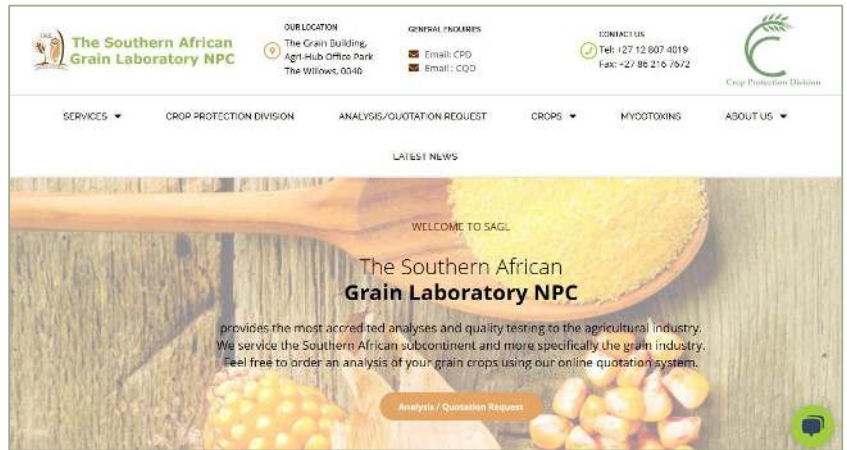 SAGL
The Southern African
Grain Laboratory NPC
OUR LOCATION
The Grain Building,
Agri-Hub Office Park
The Willows, 0040
GENERAL ENQUIRIES
Email: CPD
Email : CQD
CONTACT US
Tel: +27 12 807 4019
Fax: +27 86 216 7672
Crop Protection Division
SERVICES
CROP PROTECTION DIVISION
ANALYSIS/QUOTATION REQUEST
CROPS
MYCOTOXINS
ABOUT US
LATEST NEWS
WELCOME TO SAGL
The Southern African
Grain Laboratory NPC
provides the most accredited analyses and quality testing to the agricultural industry.
We service the Southern African subcontinent and more specifically the grain industry.
Feel free to order an analysis of your grain crops using our online quotation system.
Analysis / Quotation Request